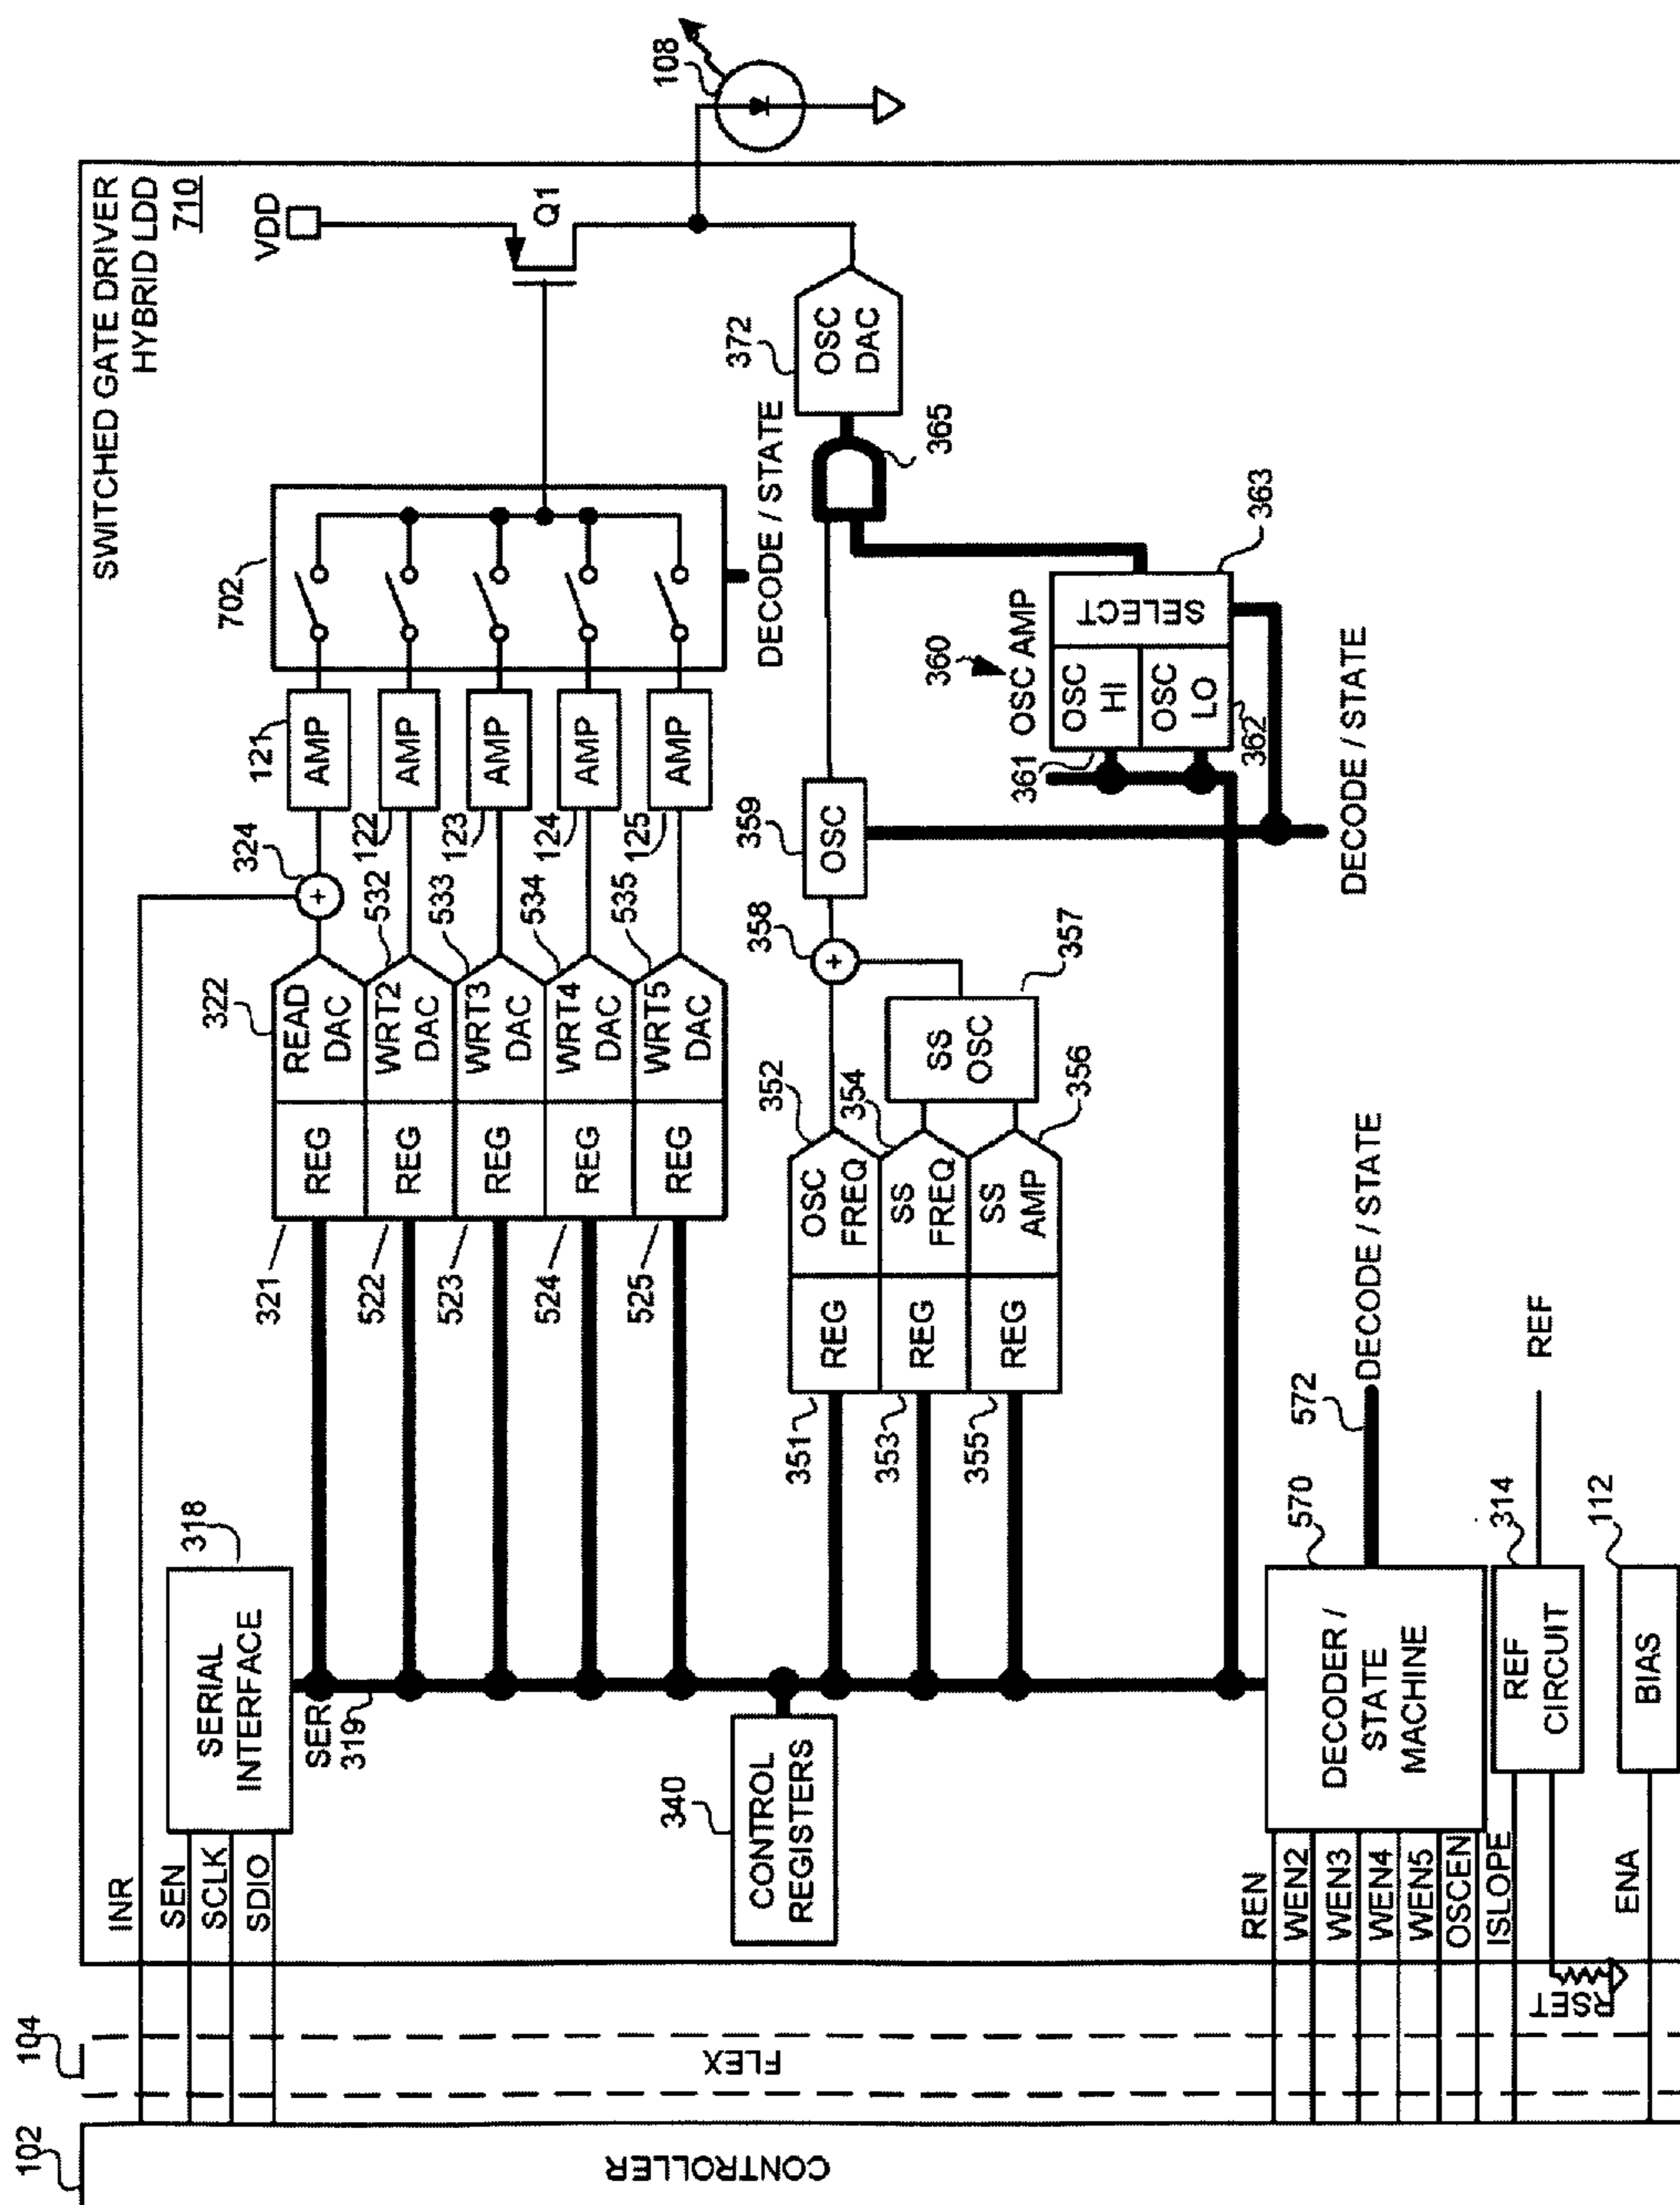 102
CONTROLLER
104
FLEX
SWITCHED GATE DRIVER
HYBRID LDD
710
INR
SEN
SCLK
SDIO
SERIAL
INTERFACE
318
SER
319
321
REG
READ
DAC
322
324
121
AMP
522
REG
WRT2
DAC
532
122
AMP
523
REG
WRT3
DAC
533
123
AMP
524
REG
WRT4
DAC
534
124
AMP
525
REG
WRT5
DAC
535
125
AMP
+
702
DECODE / STATE
VDD
Q1
108
340
CONTROL
REGISTERS
351
REG
OSC
FREQ
352
353
REG
SS
FREQ
354
355
REG
SS
AMP
356
SS
OSC
357
358
+
359
OSC
360
OSC AMP
361
OSC
HI
OSC
LO
362
SELECT
363
365
372
OSC
DAC
DECODE / STATE
REN
WEN2
WEN3
WEN4
WEN5
OSCEN
ISLOPE
DECODER /
STATE
MACHINE
570
572
DECODE / STATE
RSET
REF
CIRCUIT
314
REF
ENA
BIAS
112